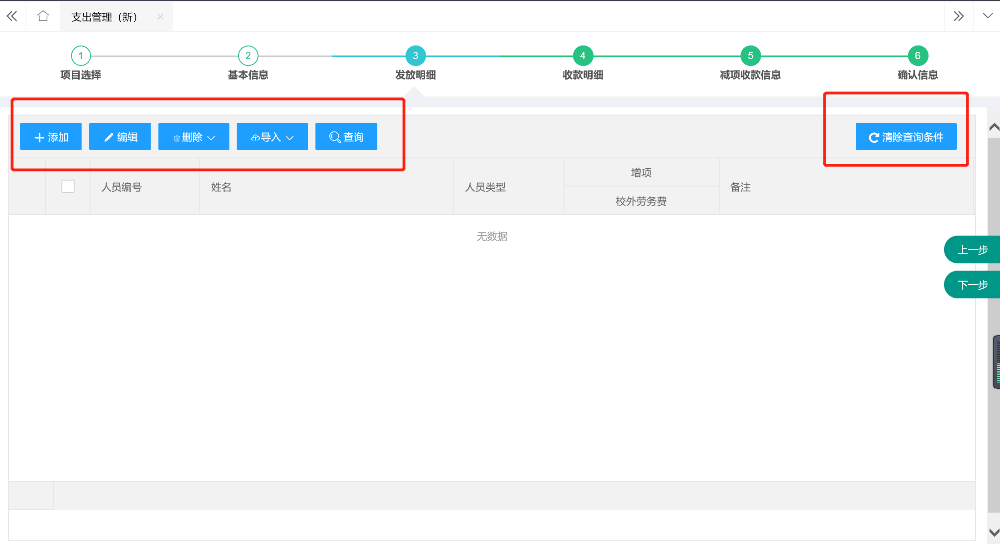 支出管理（新）
1 2 3 4 5 6
项目选择 基本信息 发放明细 收款明细 减项收款信息 确认信息
添加 编辑 删除 导入 查询 清除查询条件
人员编号 姓名 人员类型 增项 备注
校外劳务费
无数据
上一步
下一步